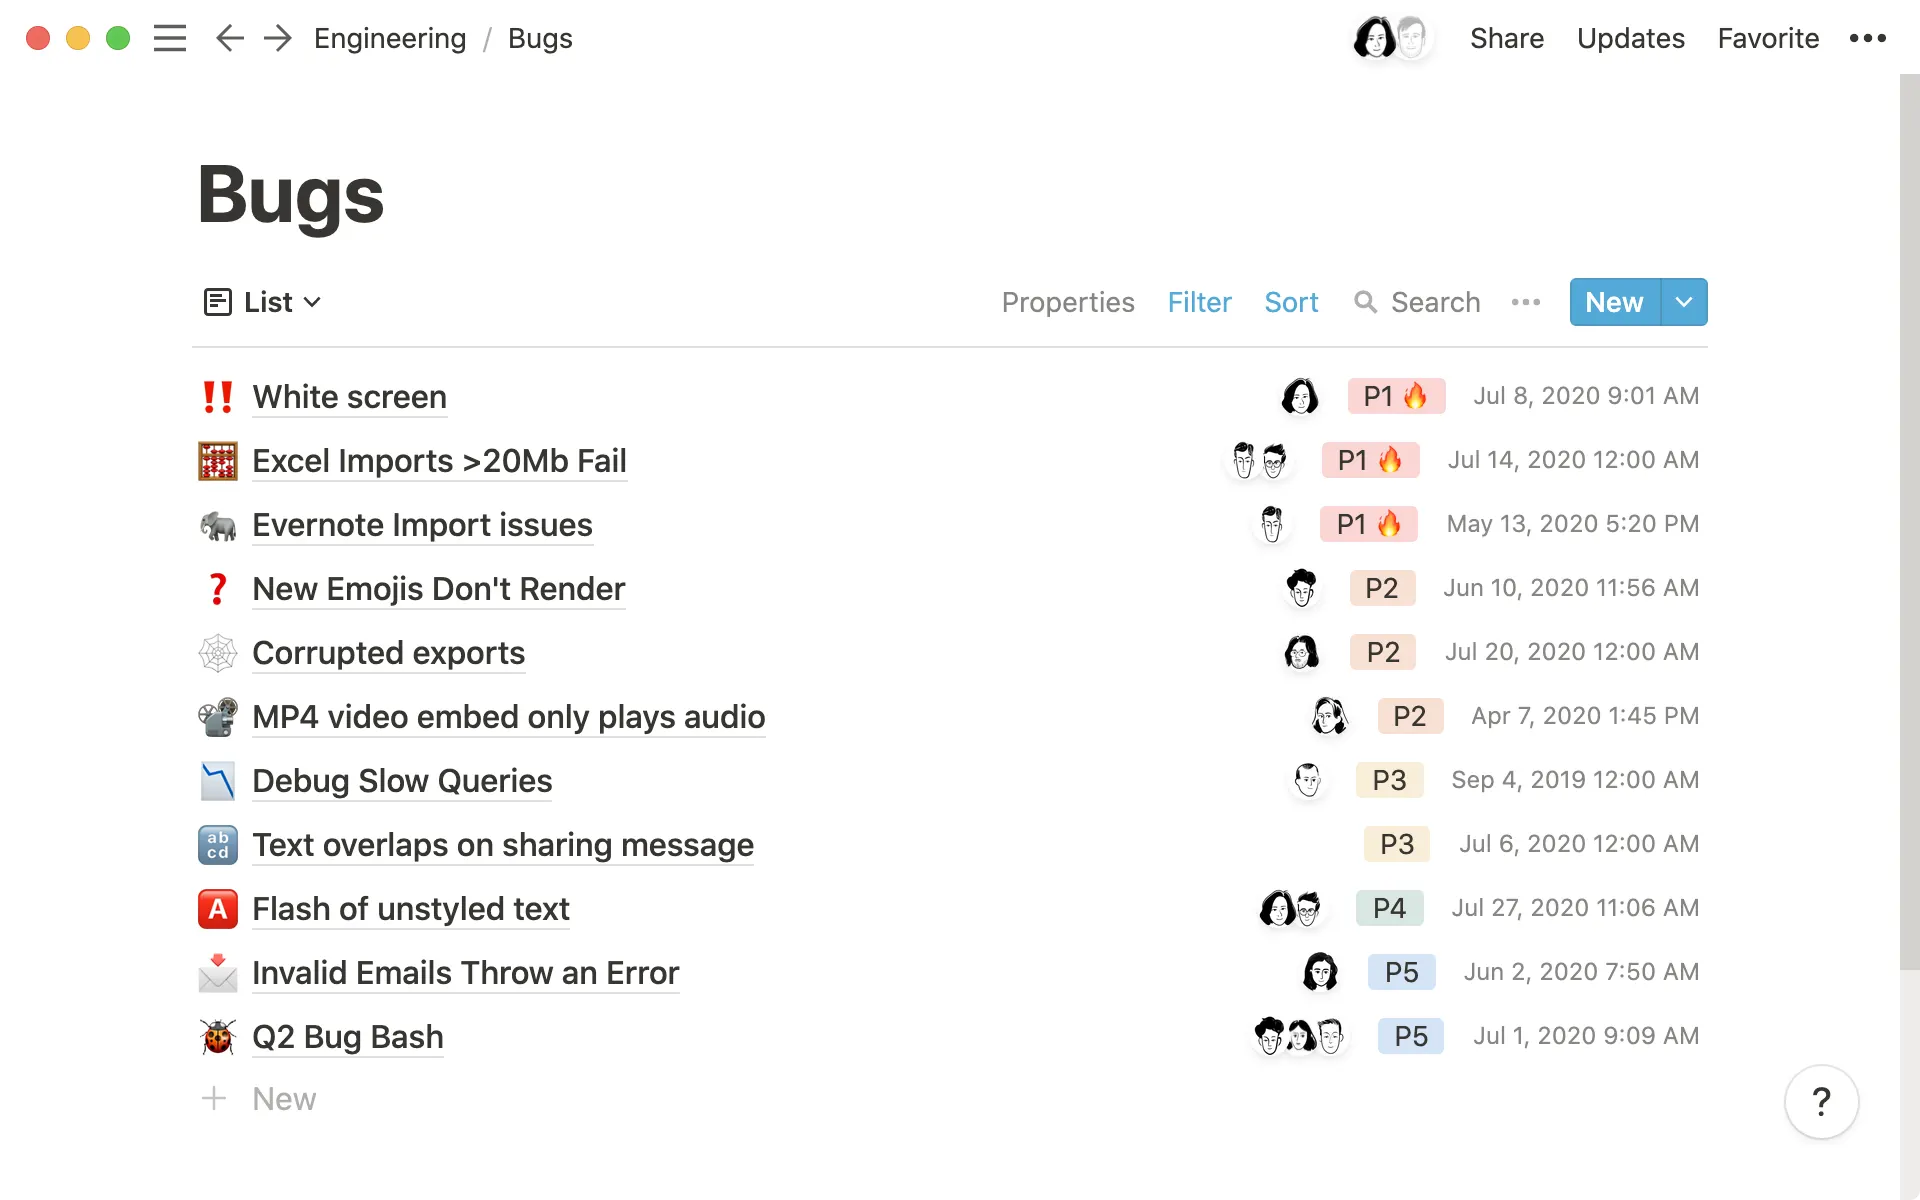 Engineering / Bugs
Share Updates Favorite
Bugs
List
Properties Filter Sort Search New
White screen P1 Jul 8, 2020 9:01 AM
Excel Imports >20Mb Fail P1 Jul 14, 2020 12:00 AM
Evernote Import issues P1 May 13, 2020 5:20 PM
New Emojis Don't Render P2 Jun 10, 2020 11:56 AM
Corrupted exports P2 Jul 20, 2020 12:00 AM
MP4 video embed only plays audio P2 Apr 7, 2020 1:45 PM
Debug Slow Queries P3 Sep 4, 2019 12:00 AM
abcd Text overlaps on sharing message P3 Jul 6, 2020 12:00 AM
A Flash of unstyled text P4 Jul 27, 2020 11:06 AM
Invalid Emails Throw an Error P5 Jun 2, 2020 7:50 AM
Q2 Bug Bash P5 Jul 1, 2020 9:09 AM
+ New
?